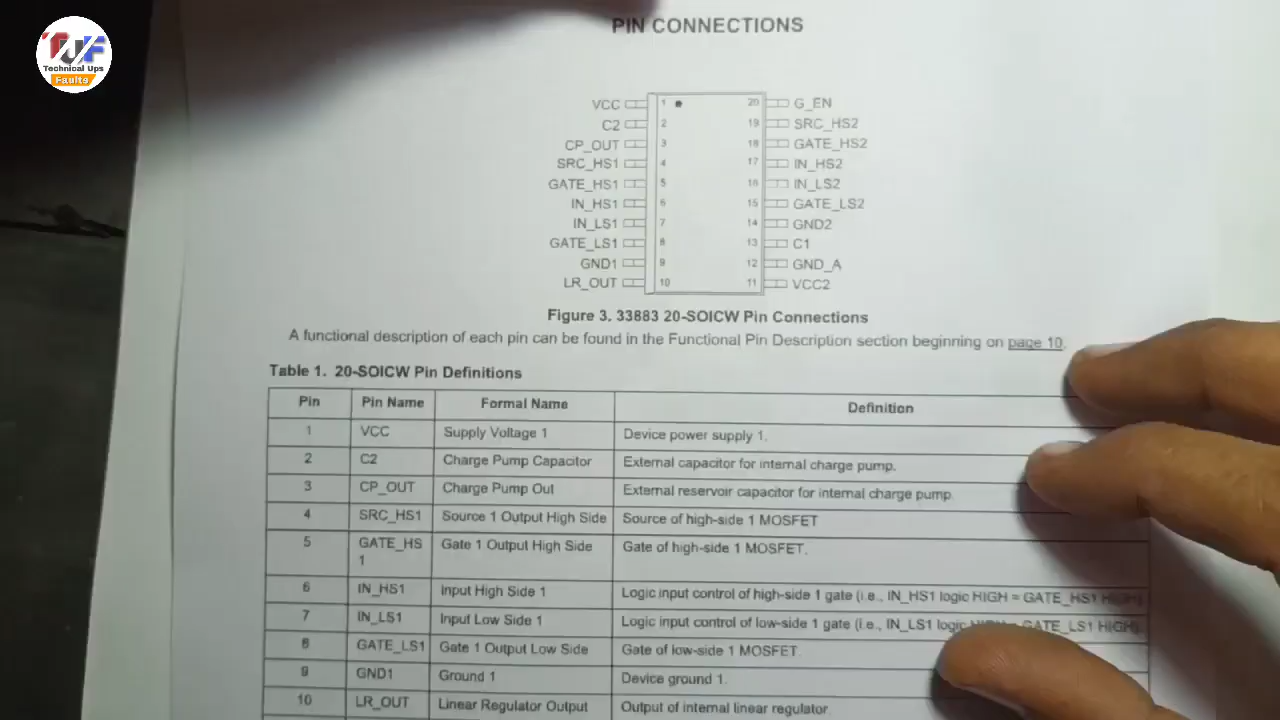 TUF
Technical Ups
Faults
PIN CONNECTIONS
VCC 1 20 G_EN
C2 2 19 SRC_HS2
CP_OUT 3 18 GATE_HS2
SRC_HS1 4 17 IN_HS2
GATE_HS1 5 16 IN_LS2
IN_HS1 6 15 GATE_LS2
IN_LS1 7 14 GND2
GATE_LS1 8 13 C1
GND1 9 12 GND_A
LR_OUT 10 11 VCC2
Figure 3. 33883 20-SOICW Pin Connections
A functional description of each pin can be found in the Functional Pin Description section beginning on page 10.
Table 1. 20-SOICW Pin Definitions
Pin Pin Name Formal Name Definition
1 VCC Supply Voltage 1 Device power supply 1.
2 C2 Charge Pump Capacitor External capacitor for internal charge pump.
3 CP_OUT Charge Pump Out External reservoir capacitor for internal charge pump.
4 SRC_HS1 Source 1 Output High Side Source of high-side 1 MOSFET
5 GATE_HS Gate 1 Output High Side Gate of high-side 1 MOSFET.
1
6 IN_HS1 Input High Side 1 Logic input control of high-side 1 gate (i.e., IN_HS1 logic HIGH = GATE_HS1 HIGH).
7 IN_LS1 Input Low Side 1 Logic input control of low-side 1 gate (i.e., IN_LS1 logic HIGH = GATE_LS1 HIGH).
8 GATE_LS1 Gate 1 Output Low Side Gate of low-side 1 MOSFET.
9 GND1 Ground 1 Device ground 1.
10 LR_OUT Linear Regulator Output Output of internal linear regulator.